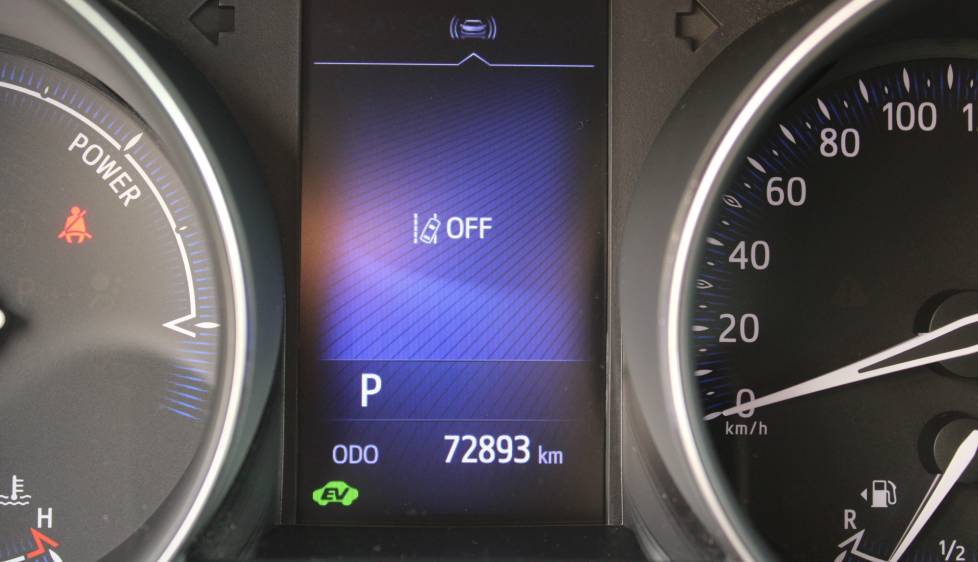 POWER
100
80
60
40
20
0
km/h
OFF
P
ODO 72893 km
EV
H
R
1/2